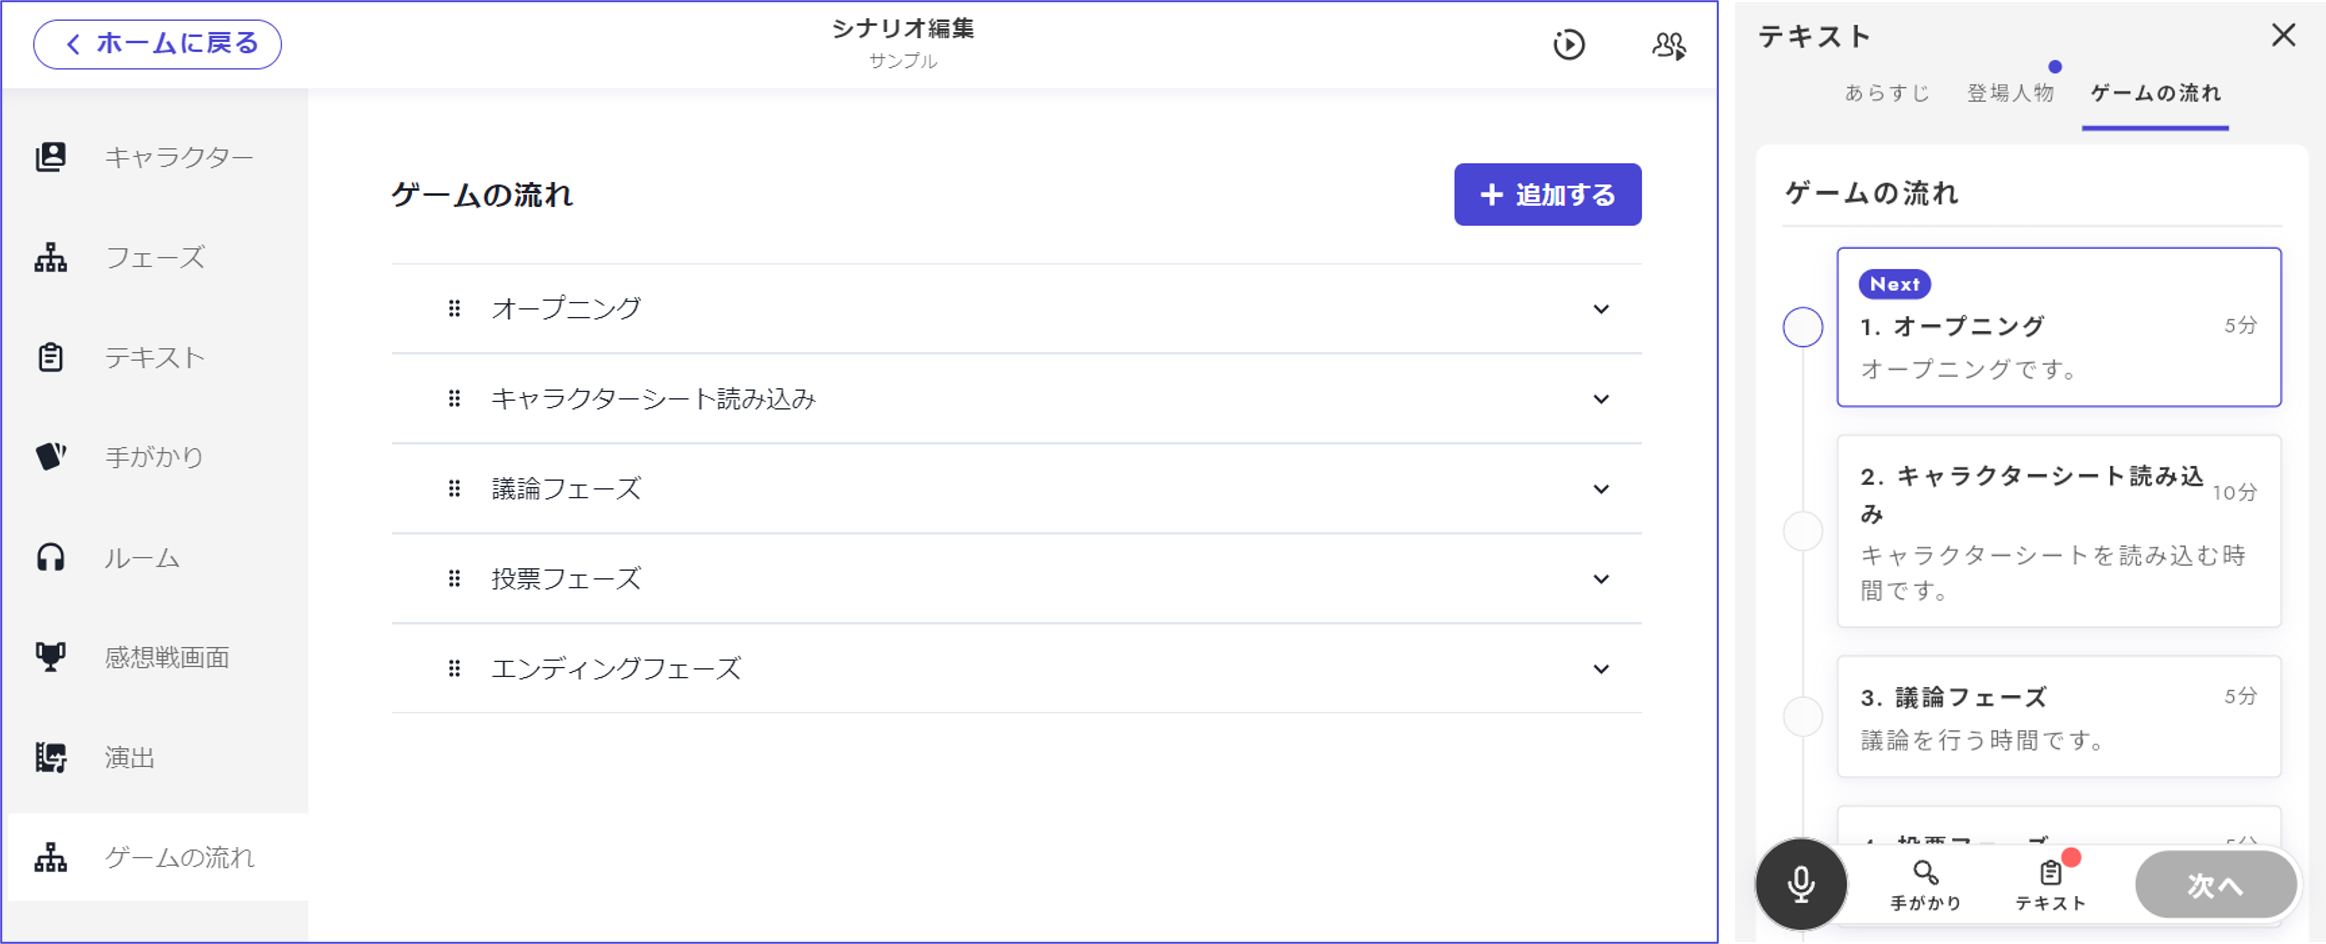 ホームに戻る
シナリオ編集
サンプル
キャラクター
フェーズ
テキスト
手がかり
ルーム
感想戦画面
演出
ゲームの流れ
ゲームの流れ
追加する
オープニング
キャラクターシート読み込み
議論フェーズ
投票フェーズ
エンディングフェーズ
テキスト
あらすじ 登場人物 ゲームの流れ
ゲームの流れ
Next
1. オープニング 5分
オープニングです。
2. キャラクターシート読み込
み
10分
キャラクターシートを読み込む時
間です。
3. 議論フェーズ 5分
議論を行う時間です。
4. 投票フェーズ 5分
手がかり
テキスト
次へ